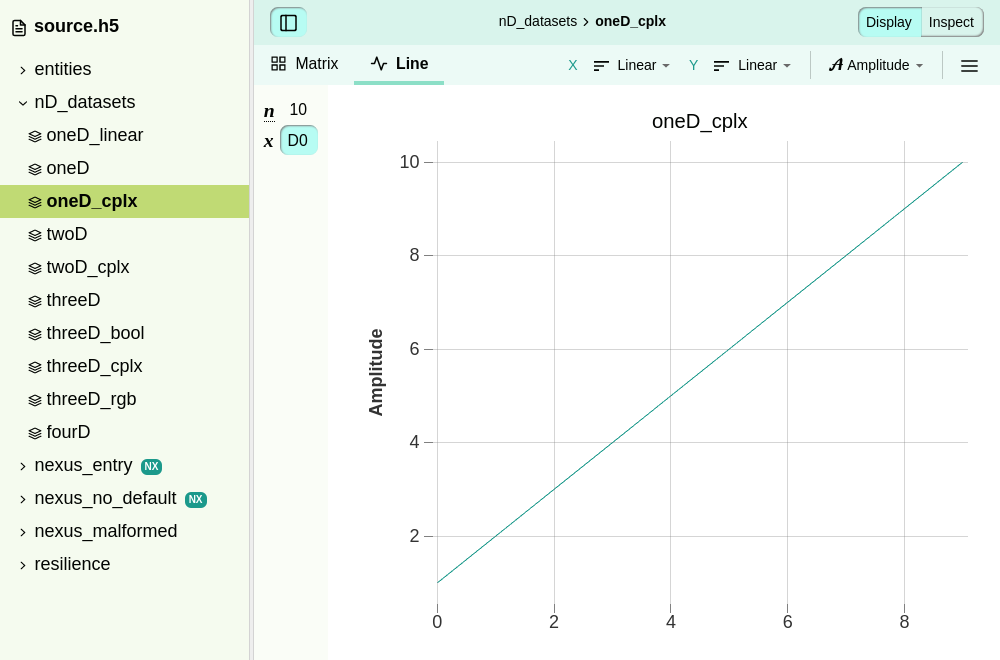 source.h5
entities
nD_datasets
oneD_linear
oneD
oneD_cplx
twoD
twoD_cplx
threeD
threeD_bool
threeD_cplx
threeD_rgb
fourD
nexus_entry NX
nexus_no_default NX
nexus_malformed
resilience
nD_datasets › oneD_cplx
Display Inspect
Matrix Line X Linear Y Linear 𝓐 Amplitude
n 10
x D0
oneD_cplx
Amplitude
10
8
6
4
2
0 2 4 6 8